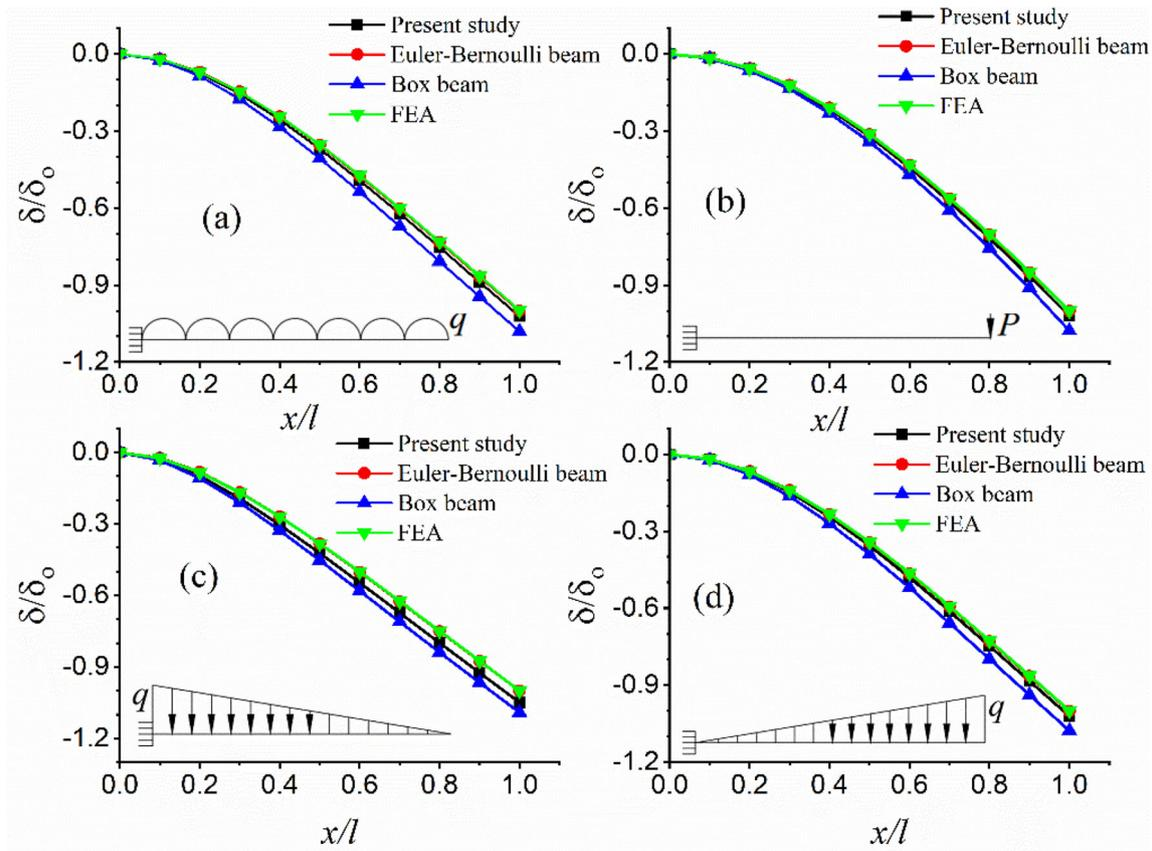 Present study
Euler-Bernoulli beam
Box beam
FEA
0.0
-0.3
-0.6
-0.9
-1.2
δ/δo
(a)
q
0.0 0.2 0.4 0.6 0.8 1.0
x/l
Present study
Euler-Bernoulli beam
Box beam
FEA
0.0
-0.3
-0.6
-0.9
-1.2
δ/δo
(b)
P
0.0 0.2 0.4 0.6 0.8 1.0
Present study
Euler-Bernoulli beam
Box beam
FEA
0.0
-0.3
-0.6
-0.9
-1.2
δ/δo
(c)
q
0.0 0.2 0.4 0.6 0.8 1.0
x/l
Present study
Euler-Bernoulli beam
Box beam
FEA
0.0
-0.3
-0.6
-0.9
-1.2
δ/δo
(d)
q
0.0 0.2 0.4 0.6 0.8 1.0
x/l